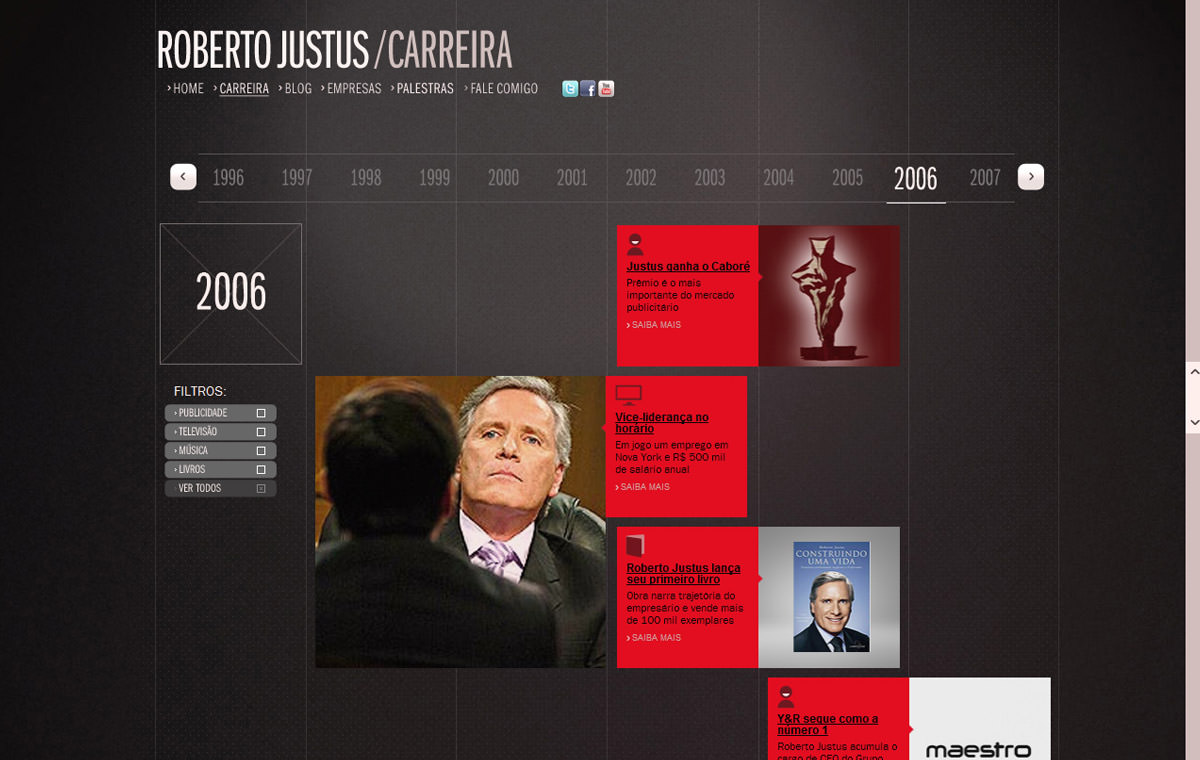 ROBERTO JUSTUS /CARREIRA
› HOME › CARREIRA › BLOG › EMPRESAS › PALESTRAS › FALE COMIGO
1996 1997 1998 1999 2000 2001 2002 2003 2004 2005 2006 2007
2006
FILTROS:
› PUBLICIDADE
› TELEVISÃO
› MÚSICA
› LIVROS
VER TODOS
Justus ganha o Caboré
Prêmio é o mais
importante do mercado
publicitário
› SAIBA MAIS
Vice-liderança no
horário
Em jogo um emprego em
Nova York e R$ 500 mil
de salário anual
› SAIBA MAIS
Roberto Justus lança
seu primeiro livro
Obra narra trajetória do
empresário e vende mais
de 100 mil exemplares
› SAIBA MAIS
Roberto Justus
CONSTRUINDO
UMA VIDA
Y&R segue como a
número 1
Roberto Justus acumula o
cargo de CEO do Grupo
maestro